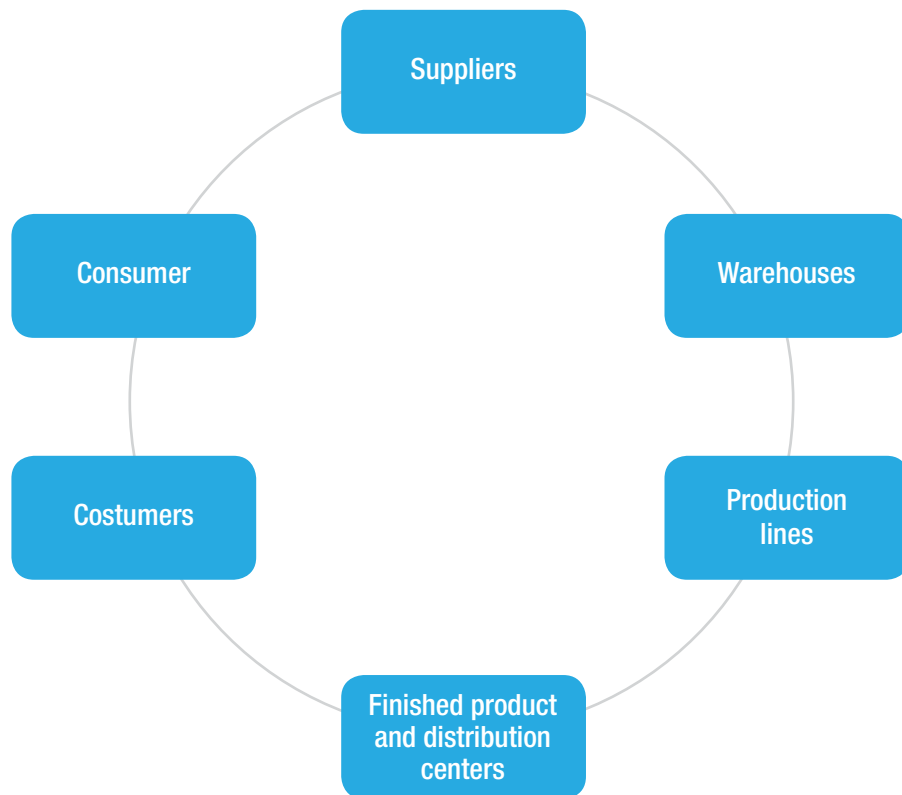 Suppliers
Warehouses
Production
lines
Finished product
and distribution
centers
Costumers
Consumer